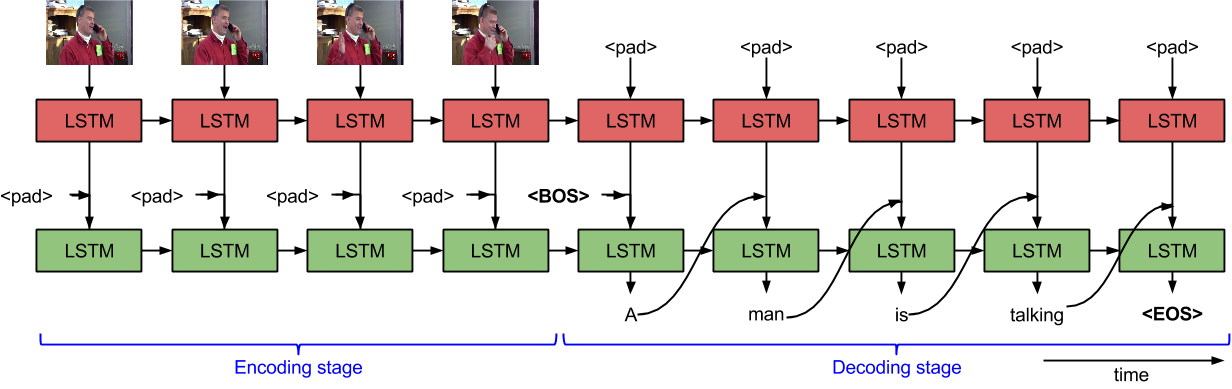 <pad> <pad> <pad> <pad> <pad>
LSTM LSTM LSTM LSTM LSTM LSTM LSTM LSTM LSTM
<pad> <pad> <pad> <pad> <BOS>
LSTM LSTM LSTM LSTM LSTM LSTM LSTM LSTM LSTM
A man is talking <EOS>
Encoding stage Decoding stage
time